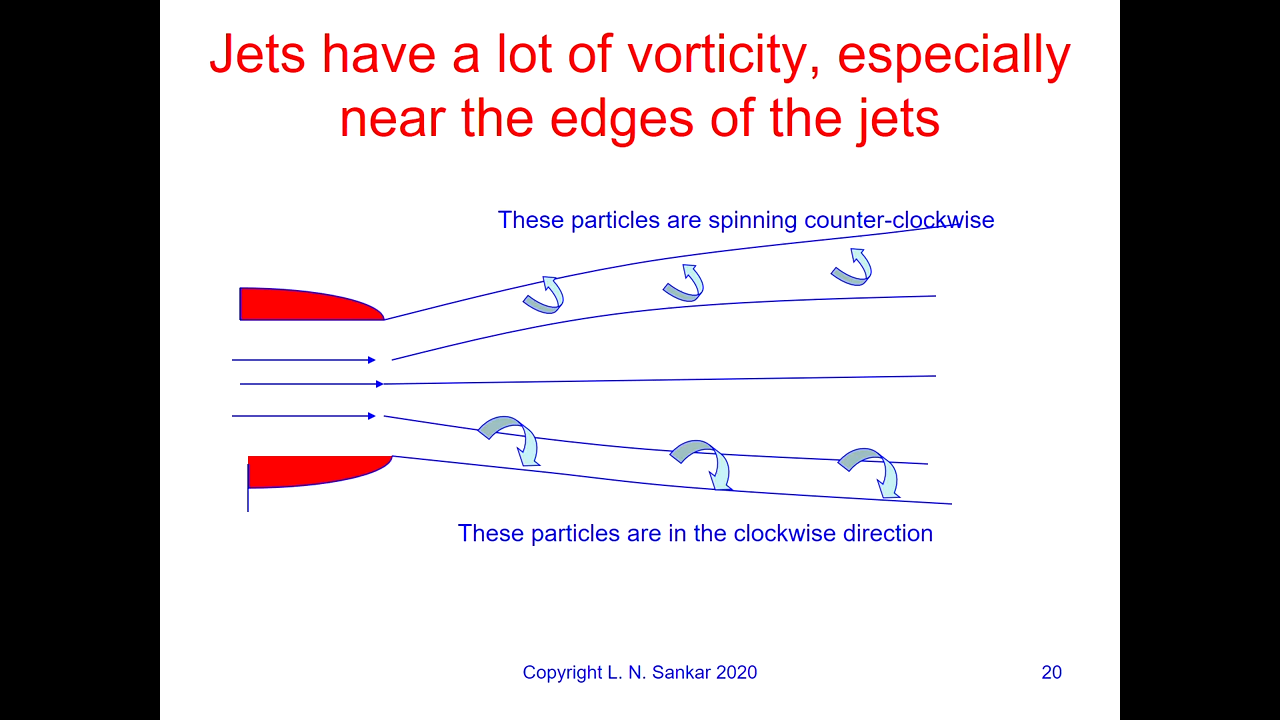 Jets have a lot of vorticity, especially
near the edges of the jets
These particles are spinning counter-clockwise
These particles are in the clockwise direction
Copyright L. N. Sankar 2020
20